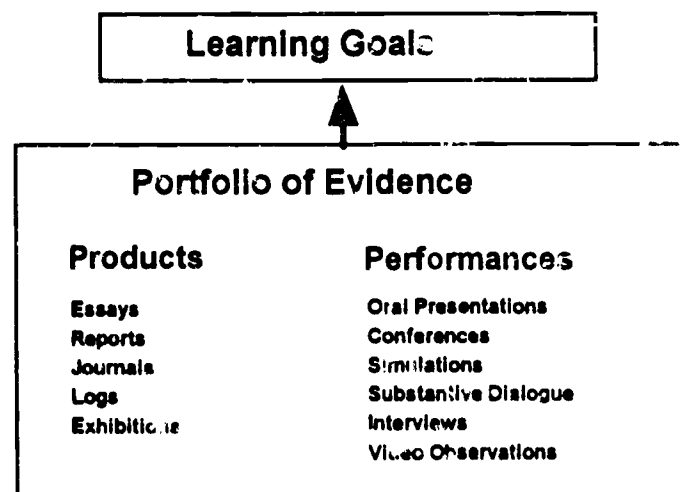 Learning Goals
Portfolio of Evidence
Products
Essays
Reports
Journals
Logs
Exhibitions
Performances
Oral Presentations
Conferences
Simulations
Substantive Dialogue
Interviews
Video Observations